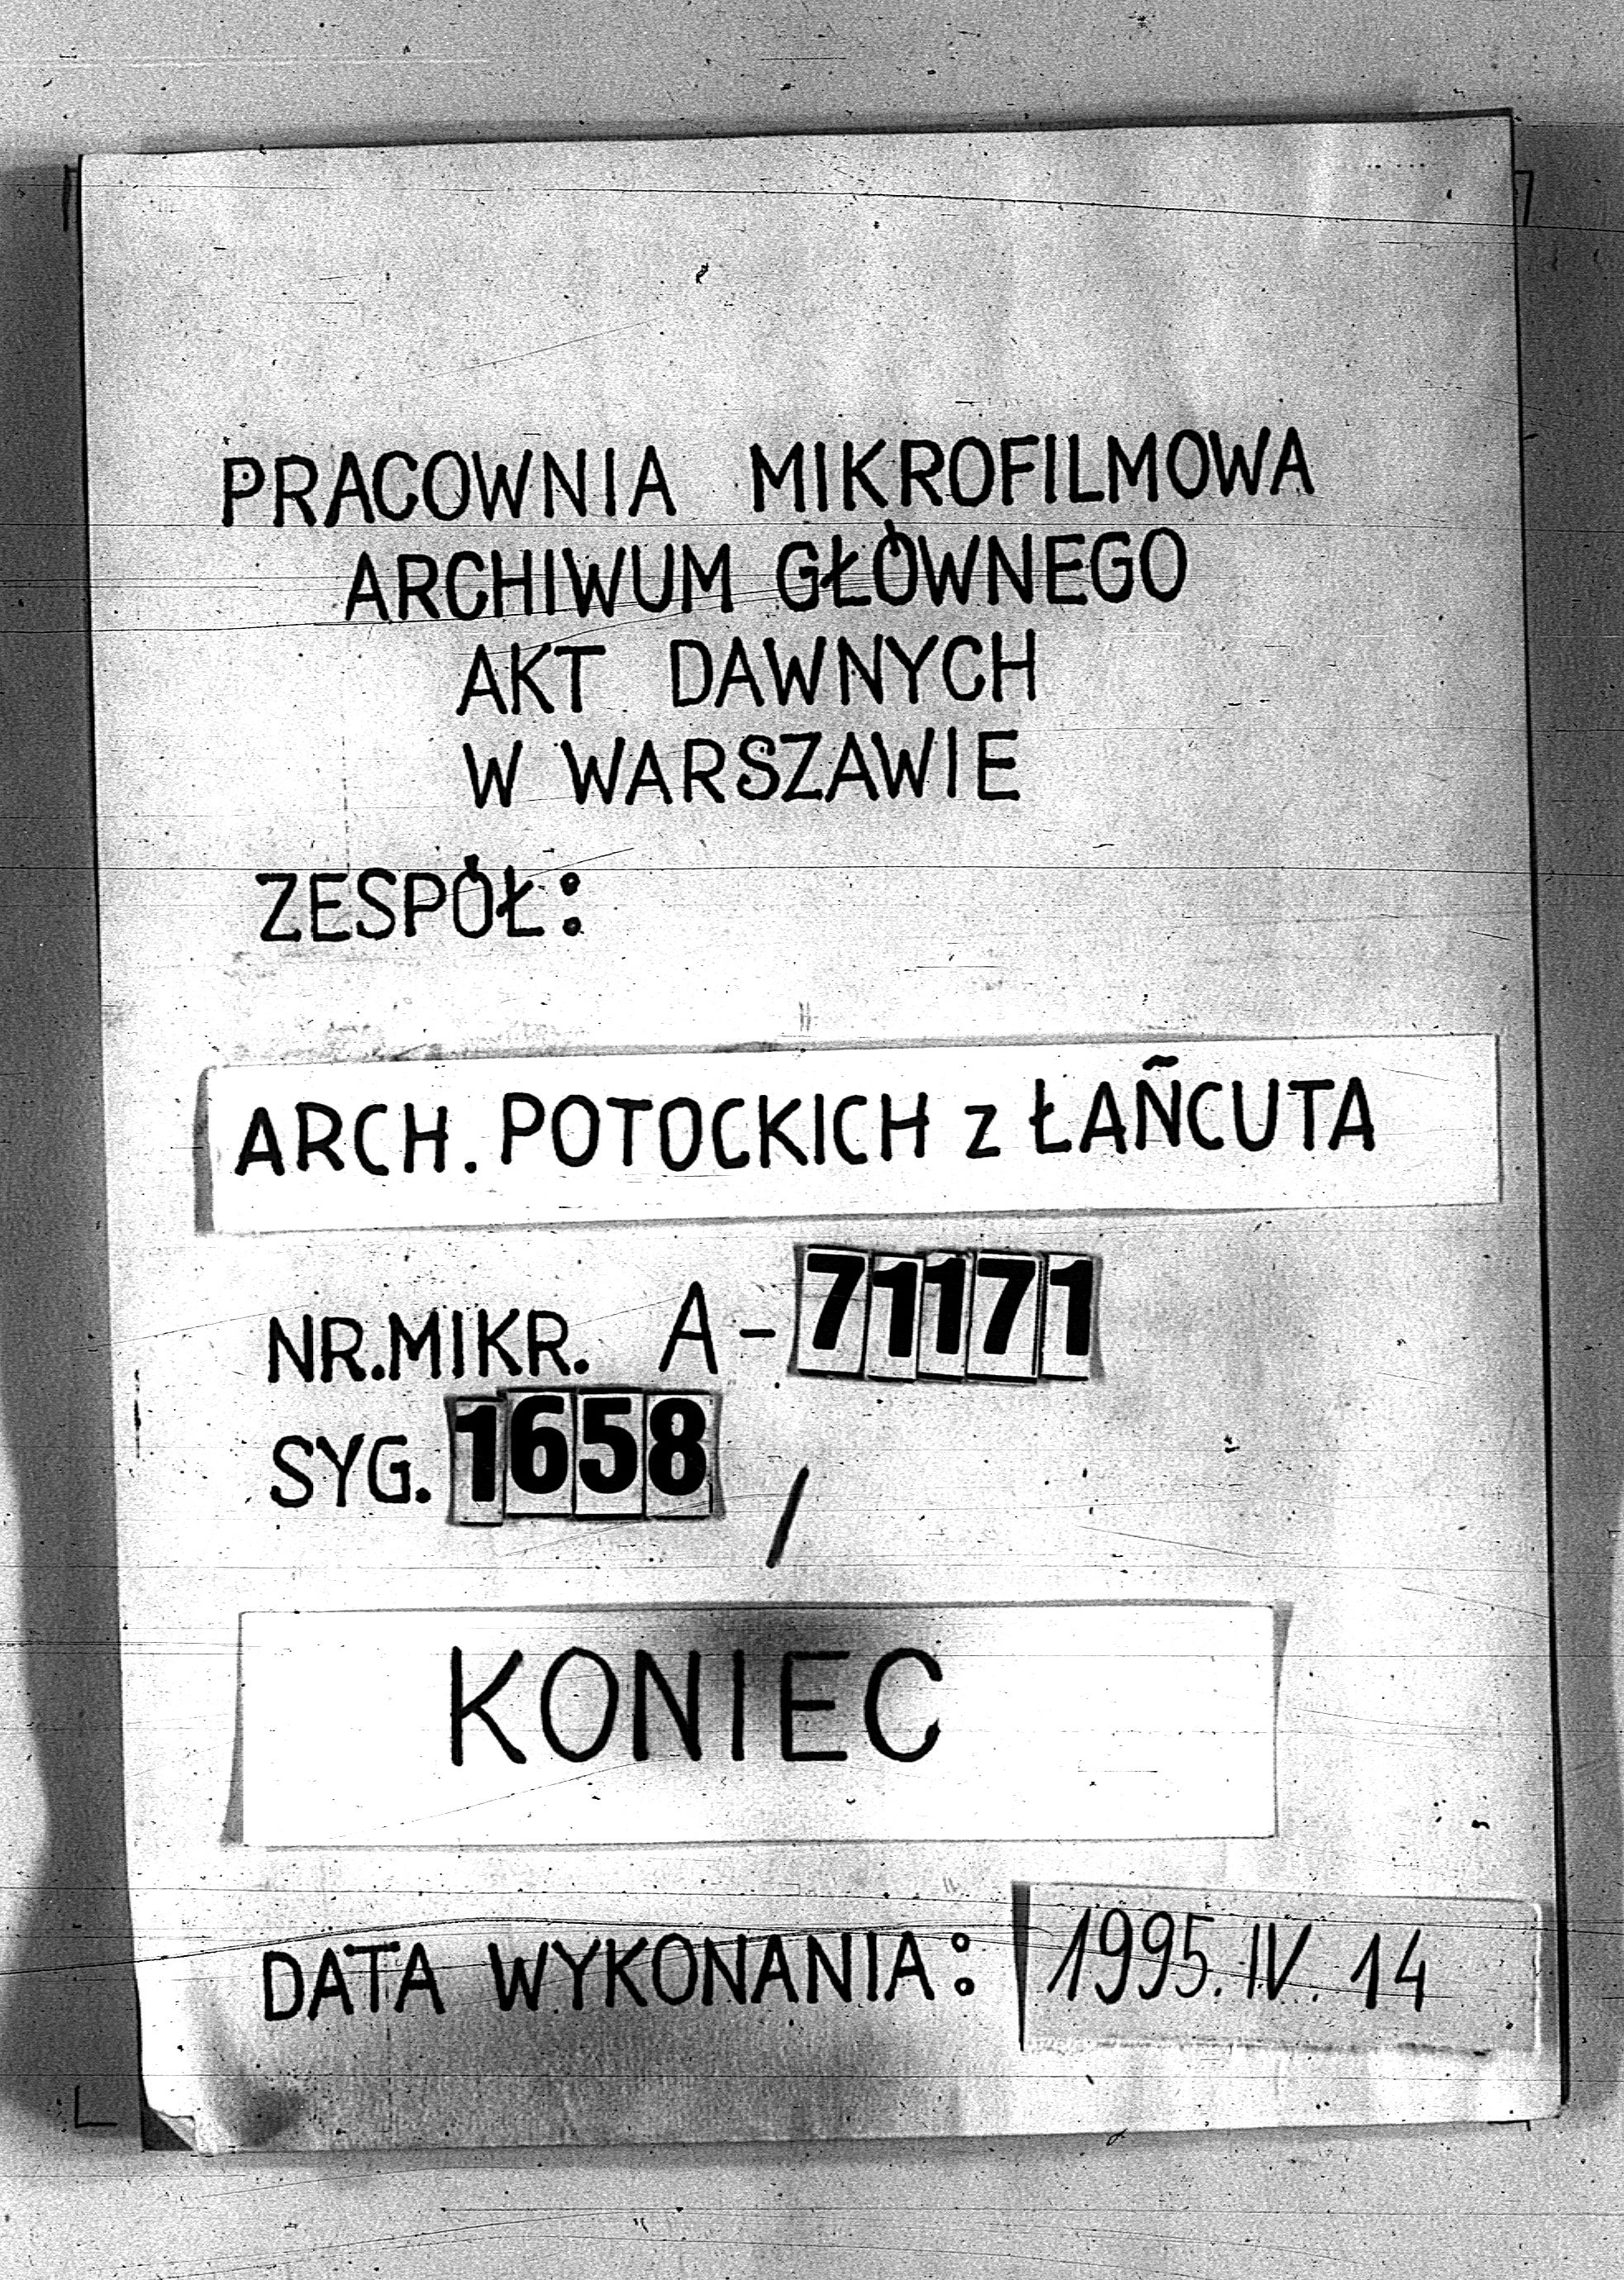 PRACOWNIA MIKROFILMOWA
ARCHIWUM GŁÓWNEGO
AKT DAWNYCH
W WARSZAWIE
ZESPÓŁ:
ARCH. POTOCKICH z ŁAŃCUTA
NR.MIKR. A-71171
SYG. 1658 /
KONIEC
DATA WYKONANIA: 1995.IV.14